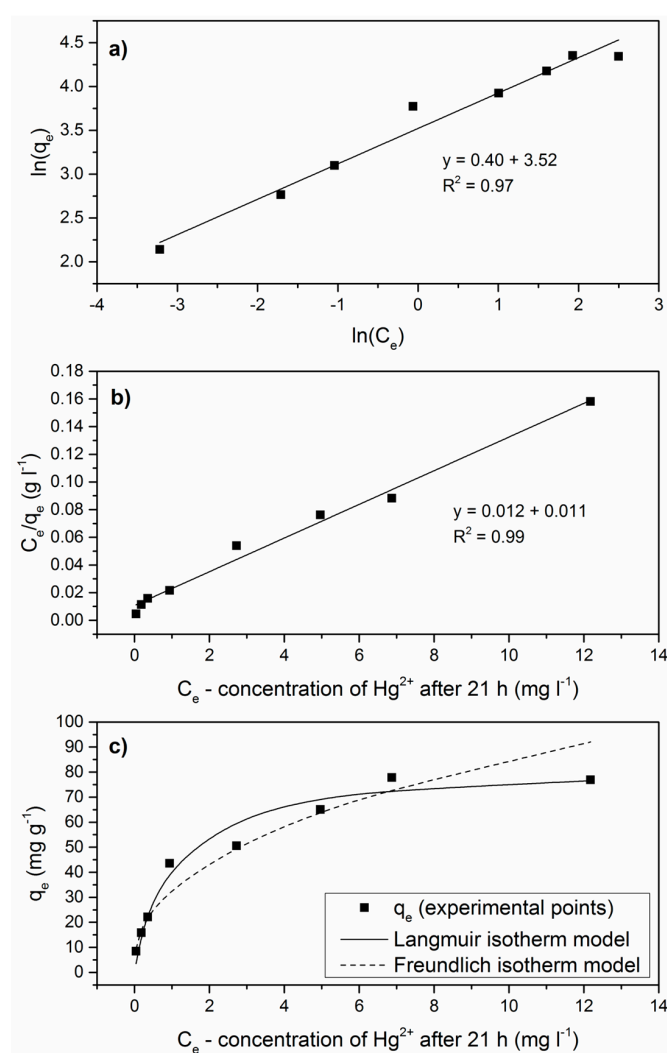 a)
4.5
4.0
3.5
3.0
2.5
2.0
ln(qₑ)
y = 0.40 + 3.52
R² = 0.97
-4 -3 -2 -1 0 1 2 3
ln(Cₑ)
b)
0.18
0.16
0.14
0.12
0.10
0.08
0.06
0.04
0.02
0.00
Cₑ/qₑ (g l⁻¹)
y = 0.012 + 0.011
R² = 0.99
0 2 4 6 8 10 12 14
Cₑ - concentration of Hg²⁺ after 21 h (mg l⁻¹)
c)
100
90
80
70
60
50
40
30
20
10
0
qₑ (mg g⁻¹)
qₑ (experimental points)
Langmuir isotherm model
Freundlich isotherm model
0 2 4 6 8 10 12 14
Cₑ - concentration of Hg²⁺ after 21 h (mg l⁻¹)